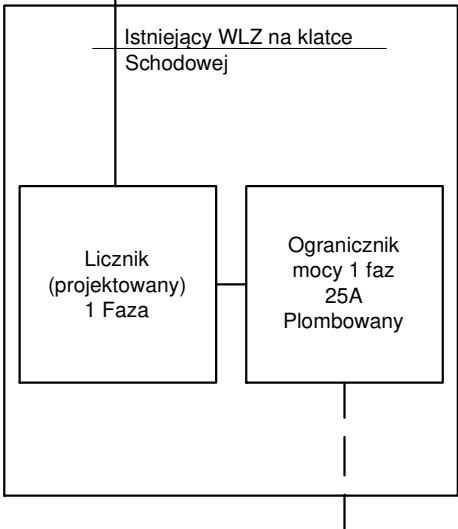 Istniejący WLZ na klatce
Schodowej
Licznik
(projektowany)
1 Faza
Ogranicznik
mocy 1 faz
25A
Plombowany